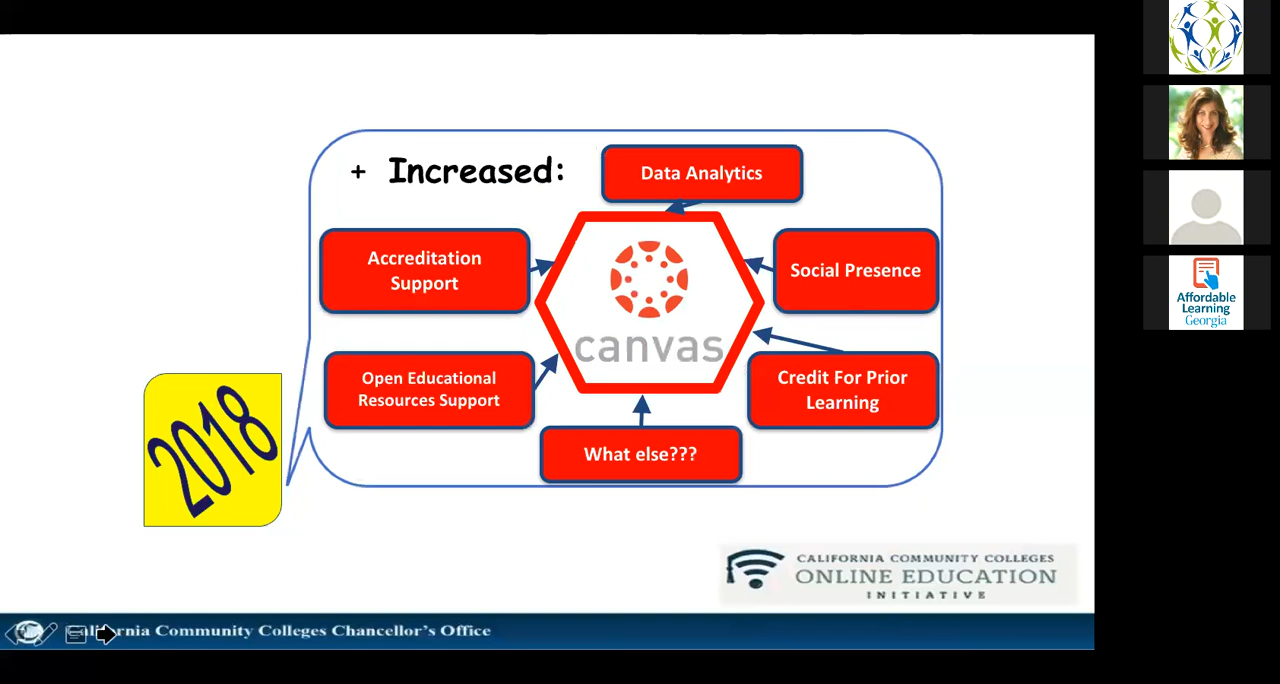 + Increased:
Data Analytics
Accreditation
Support
Social Presence
canvas
Open Educational
Resources Support
Credit For Prior
Learning
What else???
2018
CALIFORNIA COMMUNITY COLLEGES
ONLINE EDUCATION
INITIATIVE
California Community Colleges Chancellor's Office
Affordable
Learning
Georgia